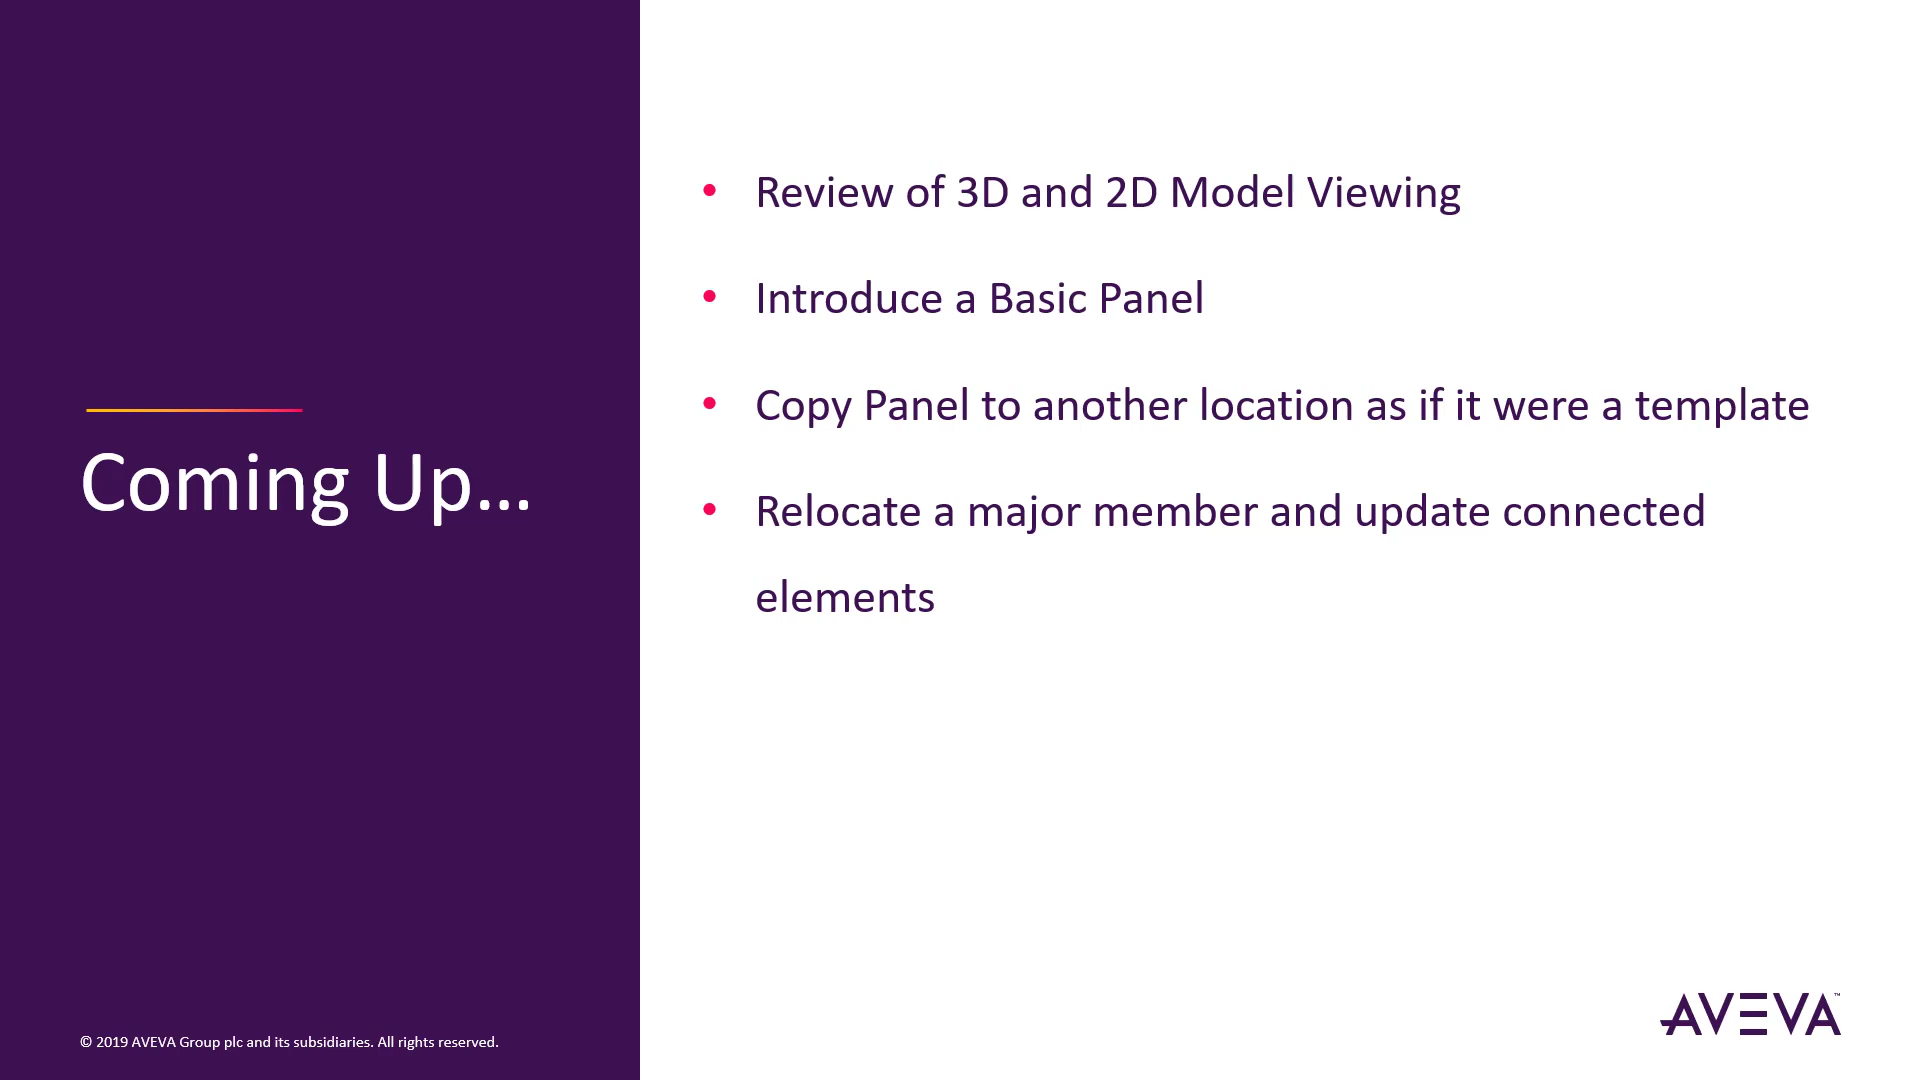 Coming Up...
• Review of 3D and 2D Model Viewing
• Introduce a Basic Panel
• Copy Panel to another location as if it were a template
• Relocate a major member and update connected
elements
© 2019 AVEVA Group plc and its subsidiaries. All rights reserved.
AVEVA™